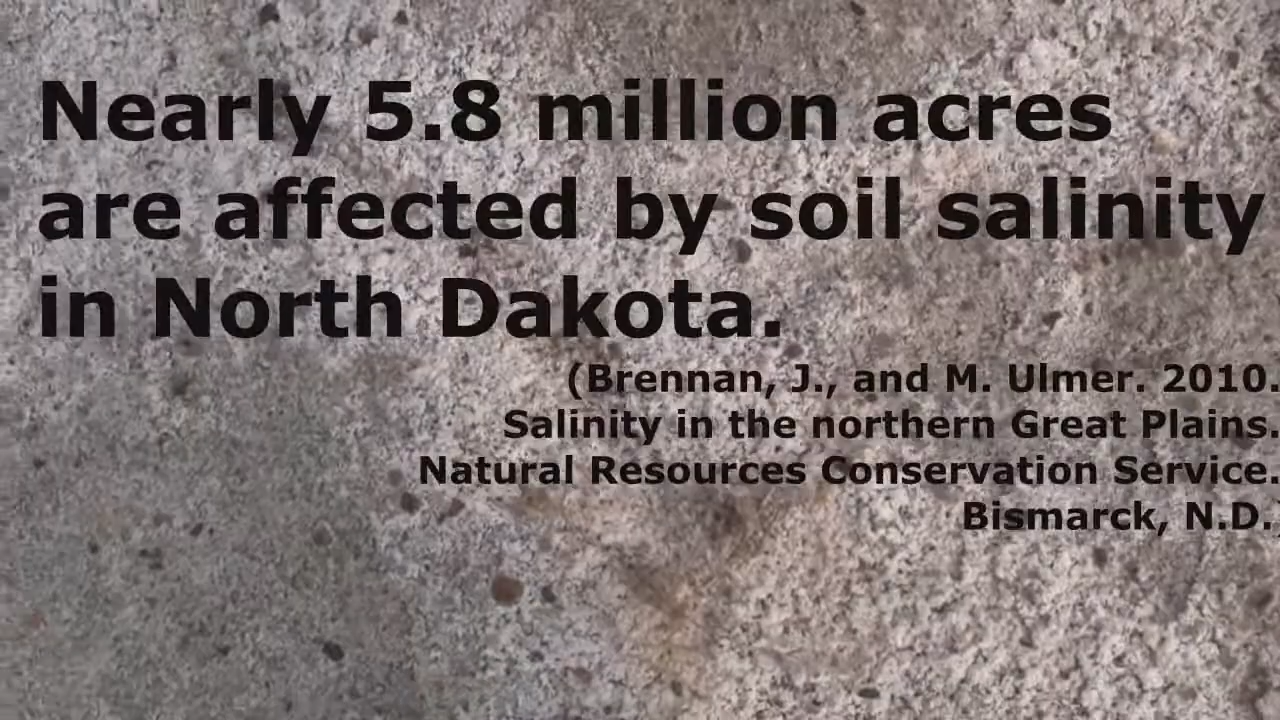 Nearly 5.8 million acres
are affected by soil salinity
in North Dakota.
(Brennan, J., and M. Ulmer. 2010.
Salinity in the northern Great Plains.
Natural Resources Conservation Service.
Bismarck, N.D.)